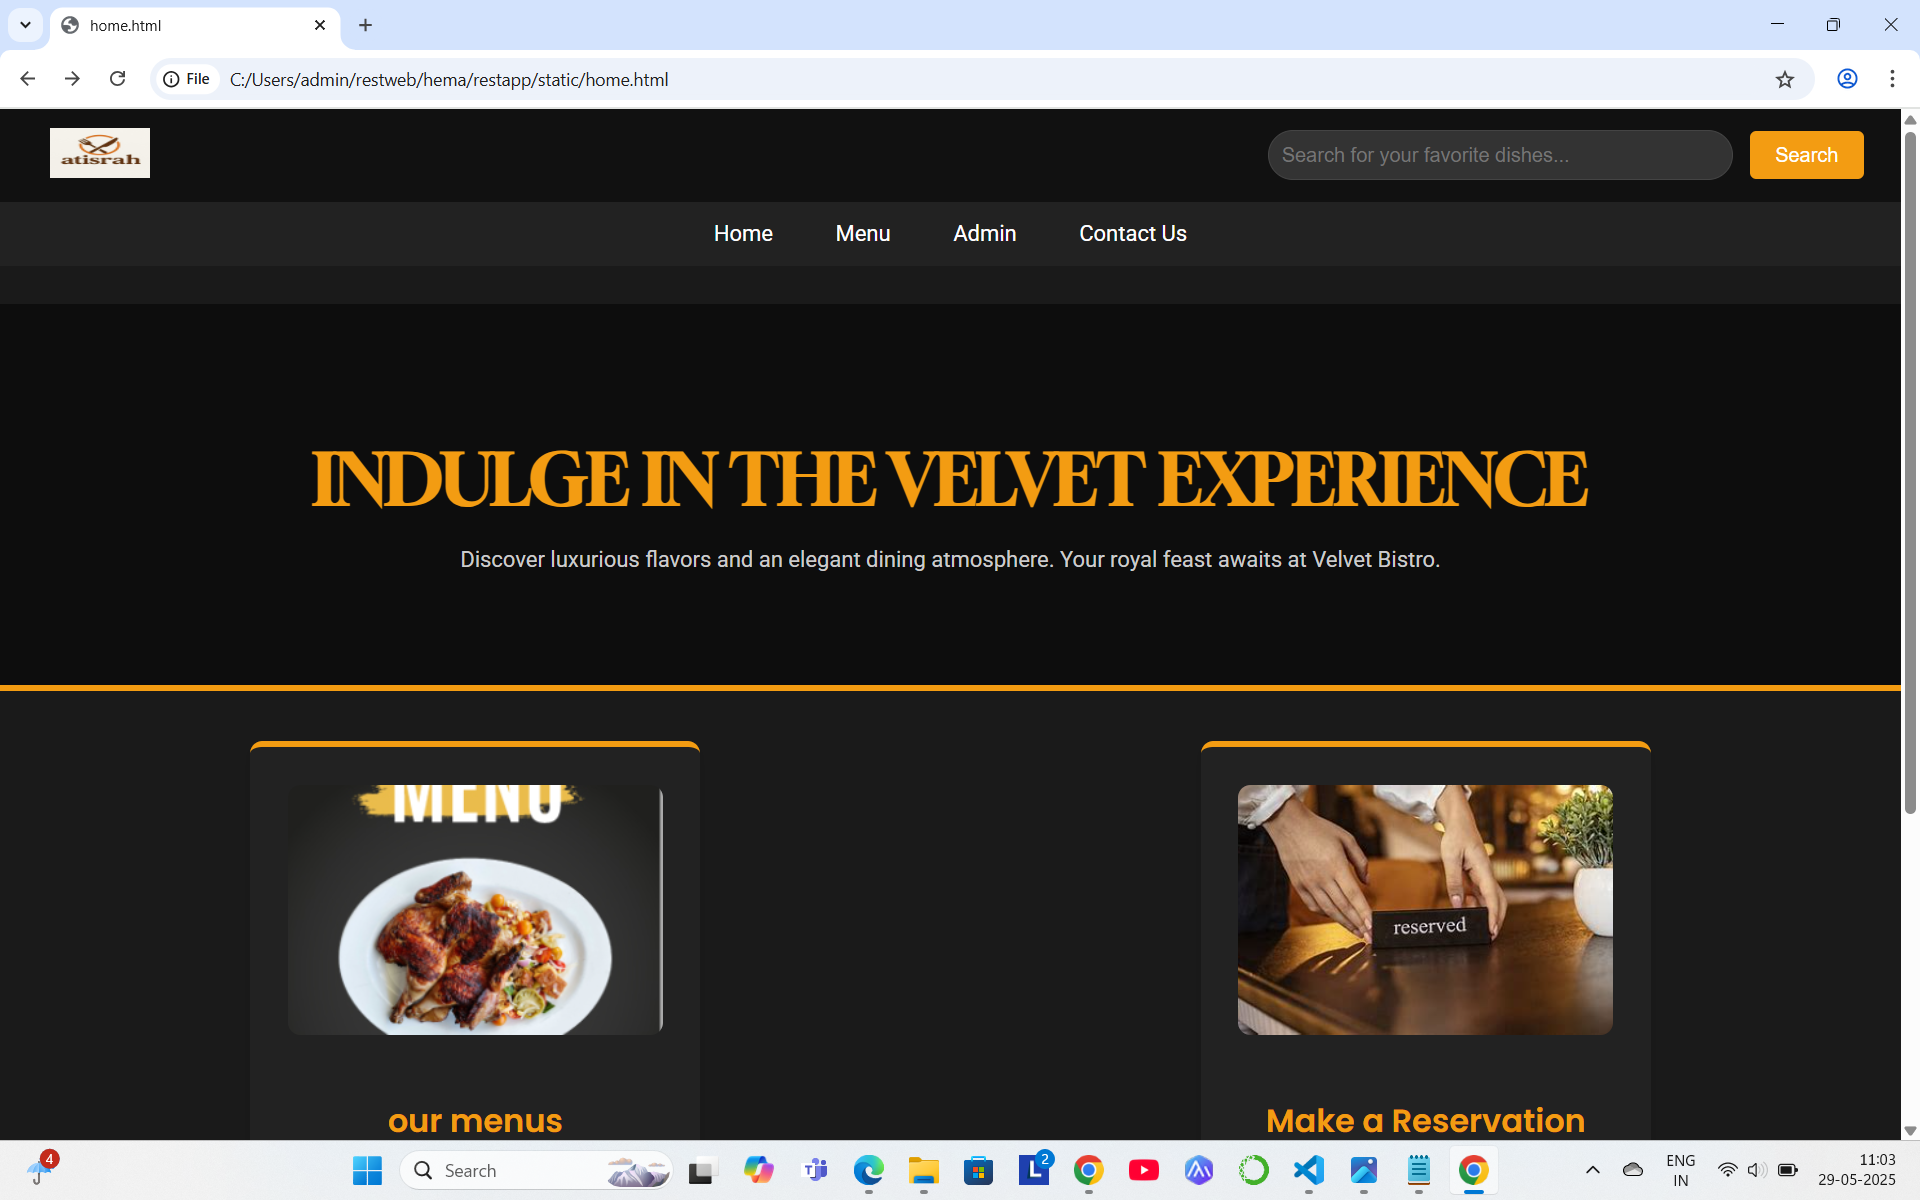 home.html
File
C:/Users/admin/restweb/hema/restapp/static/home.html
atisrah
Search for your favorite dishes...
Search
Home
Menu
Admin
Contact Us
INDULGE IN THE VELVET EXPERIENCE
Discover luxurious flavors and an elegant dining atmosphere. Your royal feast awaits at Velvet Bistro.
MENU
reserved
our menus
Make a Reservation
4
Search
L
2
ENG
IN
11:03
29-05-2025